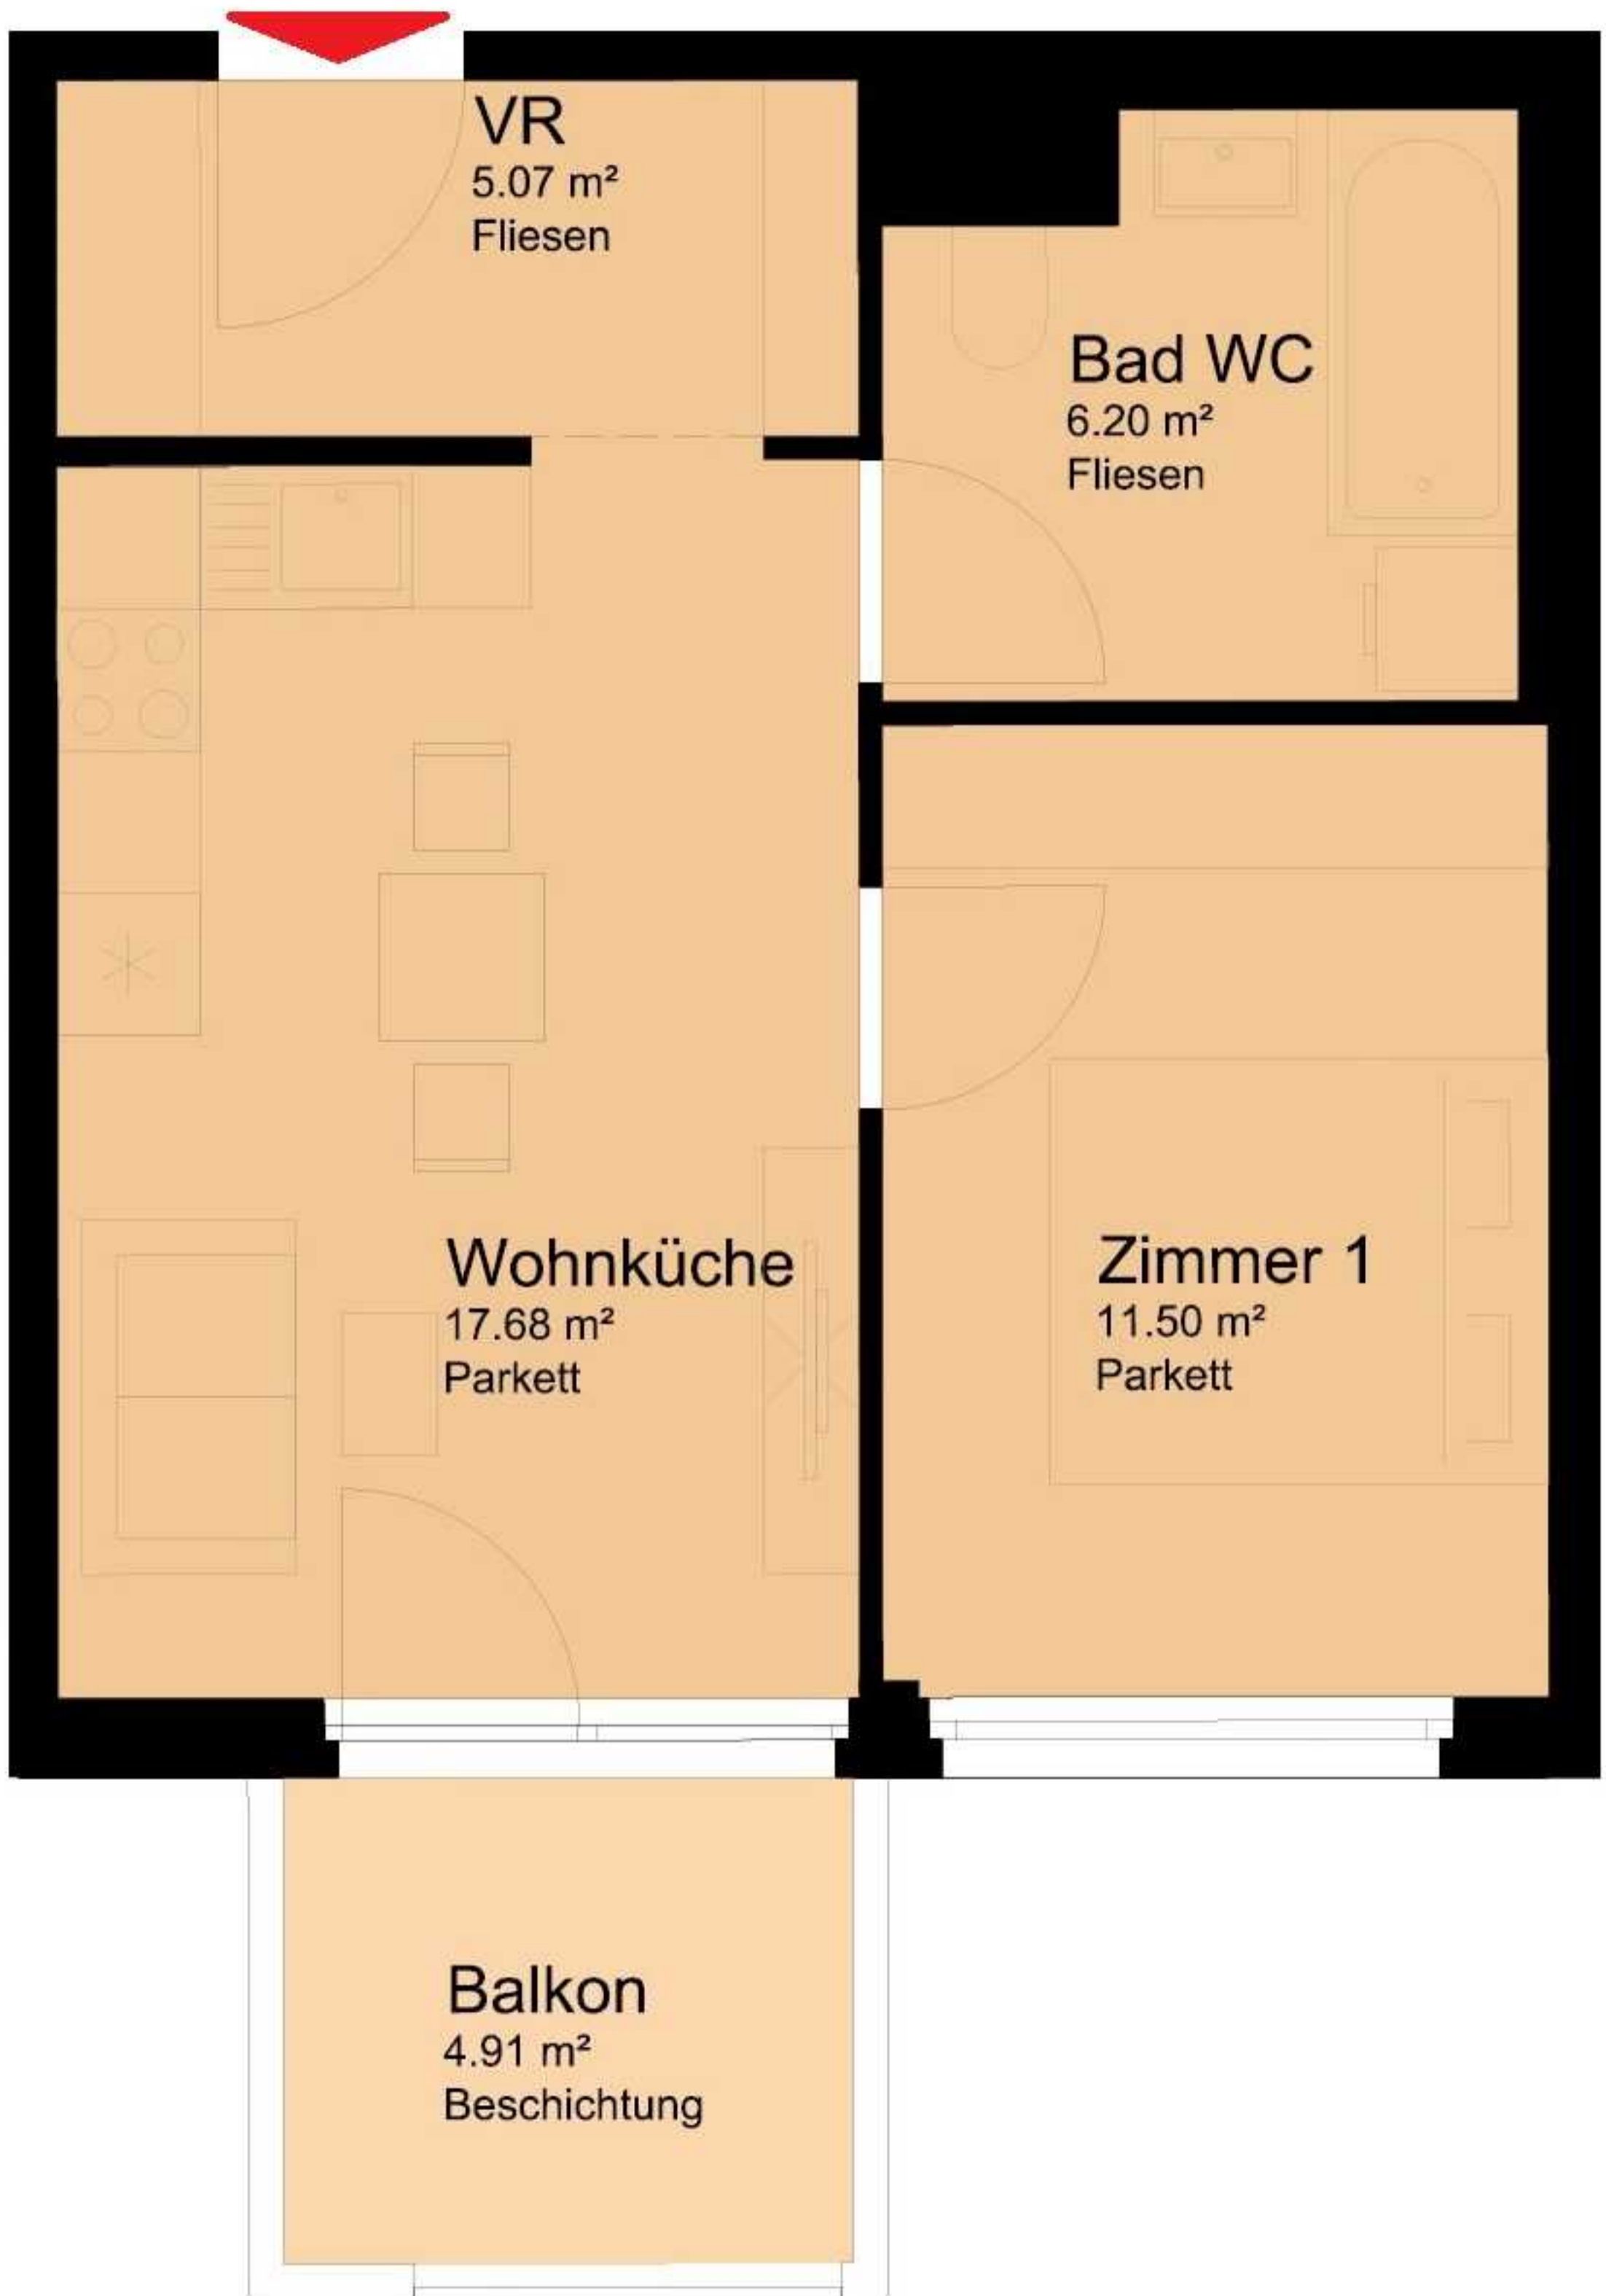 VR
5.07 m²
Fliesen
Bad WC
6.20 m²
Fliesen
Wohnküche
17.68 m²
Parkett
Zimmer 1
11.50 m²
Parkett
Balkon
4.91 m²
Beschichtung